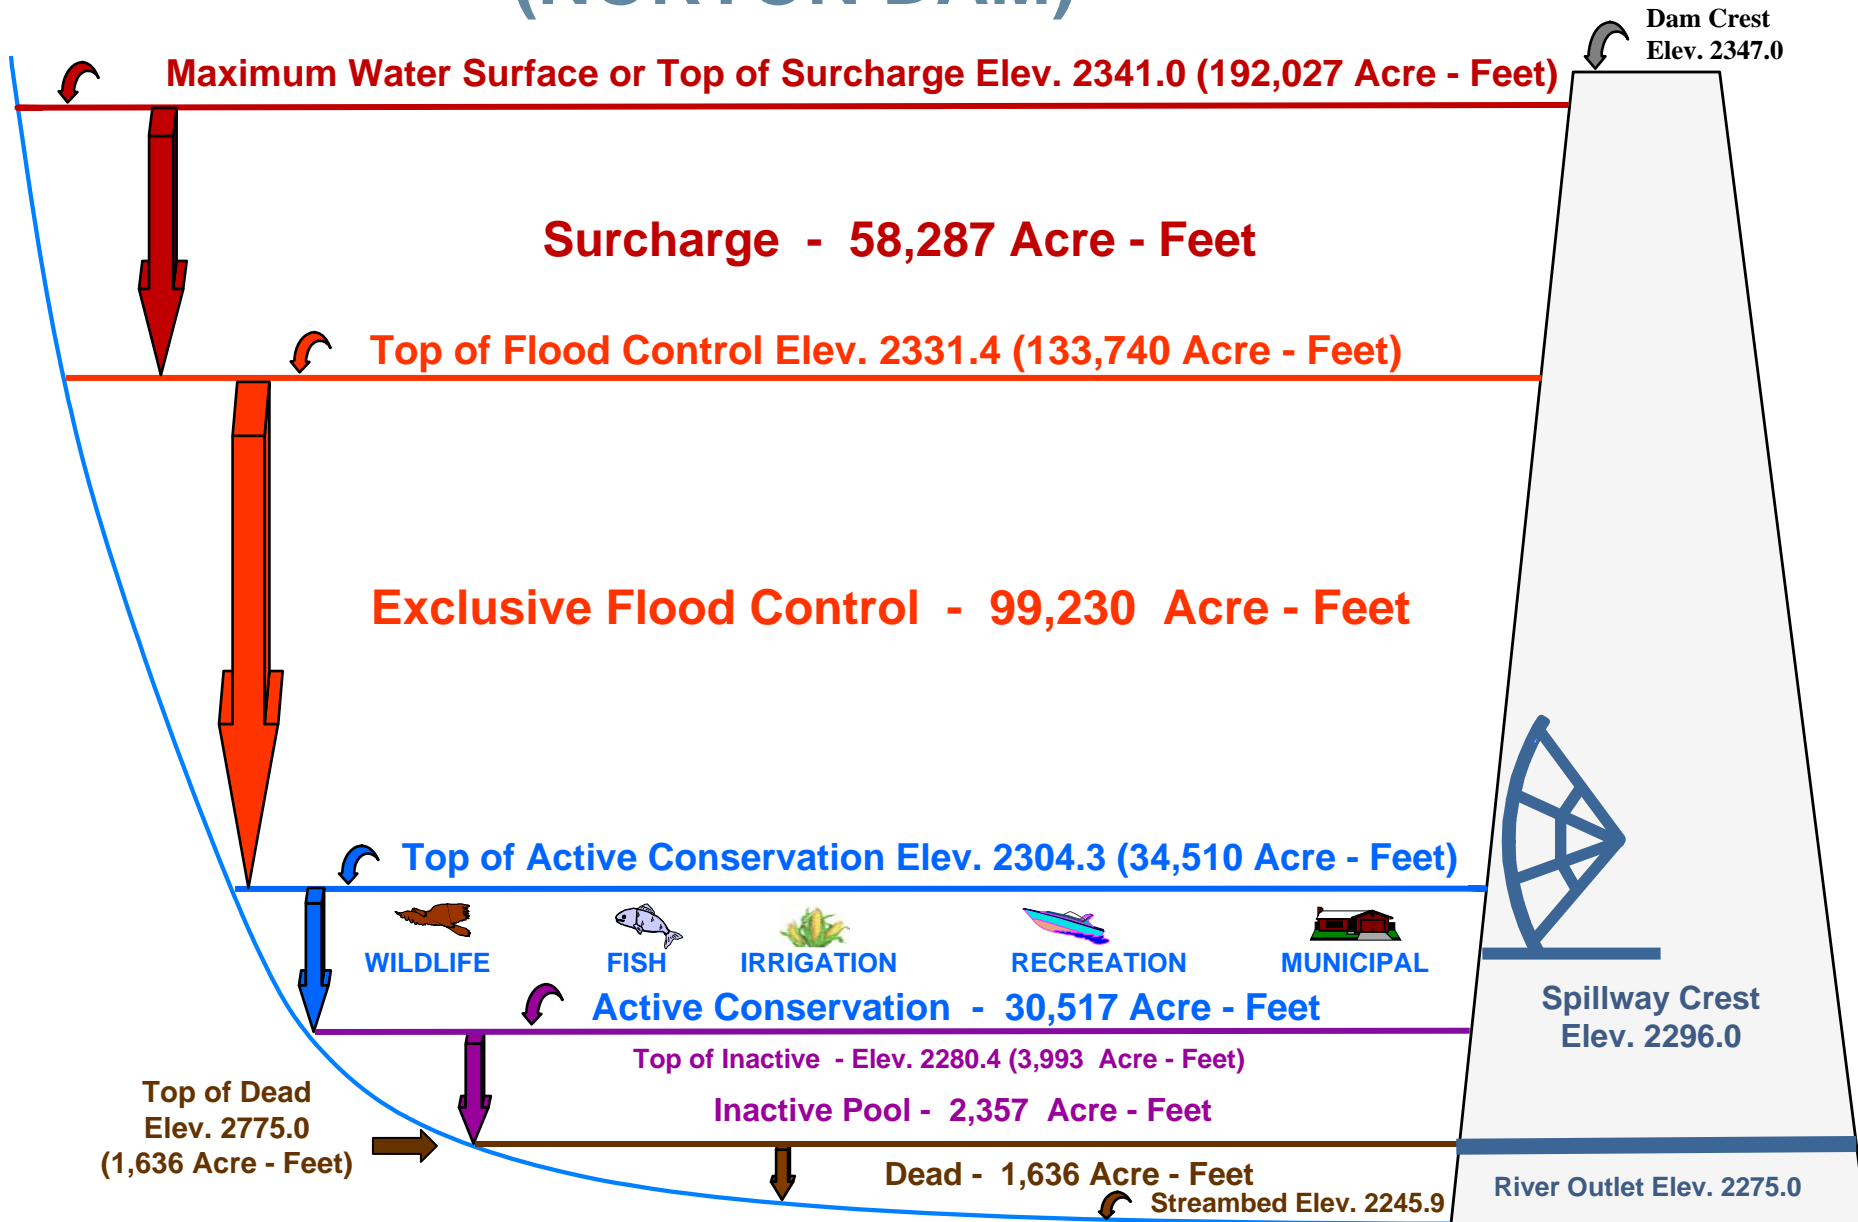 (NORTON DAM)
Dam Crest
Elev. 2347.0
Maximum Water Surface or Top of Surcharge Elev. 2341.0 (192,027 Acre - Feet)
Surcharge - 58,287 Acre - Feet
Top of Flood Control Elev. 2331.4 (133,740 Acre - Feet)
Exclusive Flood Control - 99,230 Acre - Feet
Top of Active Conservation Elev. 2304.3 (34,510 Acre - Feet)
WILDLIFE FISH IRRIGATION RECREATION MUNICIPAL
Active Conservation - 30,517 Acre - Feet
Spillway Crest
Elev. 2296.0
Top of Inactive - Elev. 2280.4 (3,993 Acre - Feet)
Inactive Pool - 2,357 Acre - Feet
Top of Dead
Elev. 2775.0
(1,636 Acre - Feet)
Dead - 1,636 Acre - Feet
River Outlet Elev. 2275.0
Streambed Elev. 2245.9